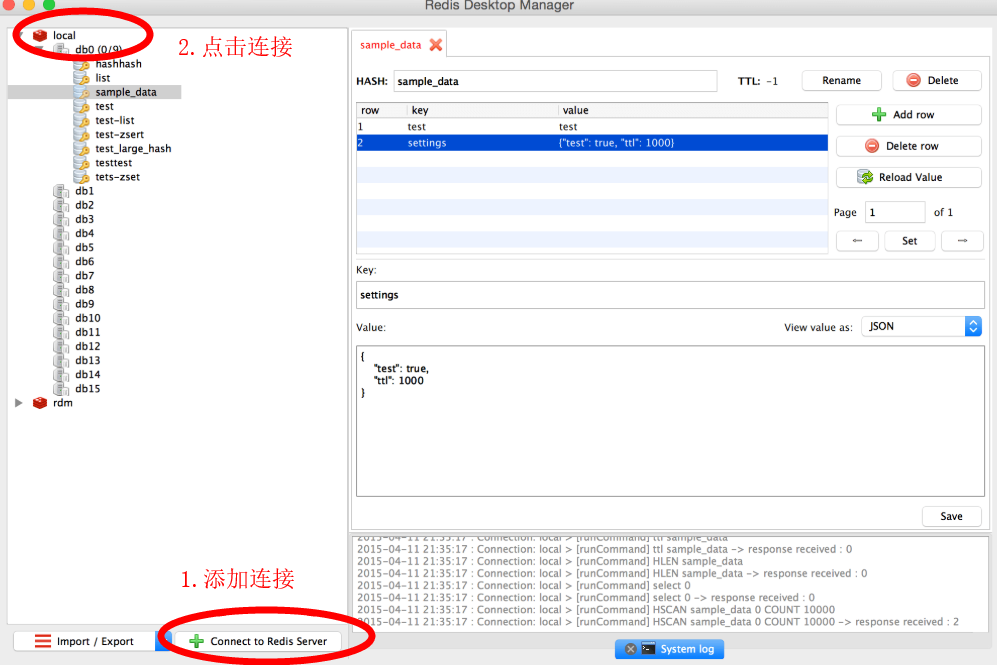 Redis Desktop Manager
local
db0 (0/9)
hashhash
list
sample_data
test
test-list
test-zsert
test_large_hash
testtest
tets-zset
db1
db2
db3
db4
db5
db6
db7
db8
db9
db10
db11
db12
db13
db14
db15
rdm
2.点击连接
1.添加连接
Import / Export
Connect to Redis Server
sample_data
HASH: sample_data TTL: -1 Rename Delete
row key value
1 test test
2 settings {"test": true, "ttl": 1000}
Add row
Delete row
Reload Value
Page 1 of 1
Set
Key:
settings
Value: View value as: JSON
{
"test": true,
"ttl": 1000
}
Save
2015-04-11 21:35:17 : Connection: local > [runCommand] ttl sample_data
2015-04-11 21:35:17 : Connection: local > [runCommand] ttl sample_data -> response received : 0
2015-04-11 21:35:17 : Connection: local > [runCommand] HLEN sample_data
2015-04-11 21:35:17 : Connection: local > [runCommand] HLEN sample_data -> response received : 0
2015-04-11 21:35:17 : Connection: local > [runCommand] select 0
2015-04-11 21:35:17 : Connection: local > [runCommand] select 0 -> response received : 0
2015-04-11 21:35:17 : Connection: local > [runCommand] HSCAN sample_data 0 COUNT 10000
2015-04-11 21:35:17 : Connection: local > [runCommand] HSCAN sample_data 0 COUNT 10000 -> response received : 2
System log